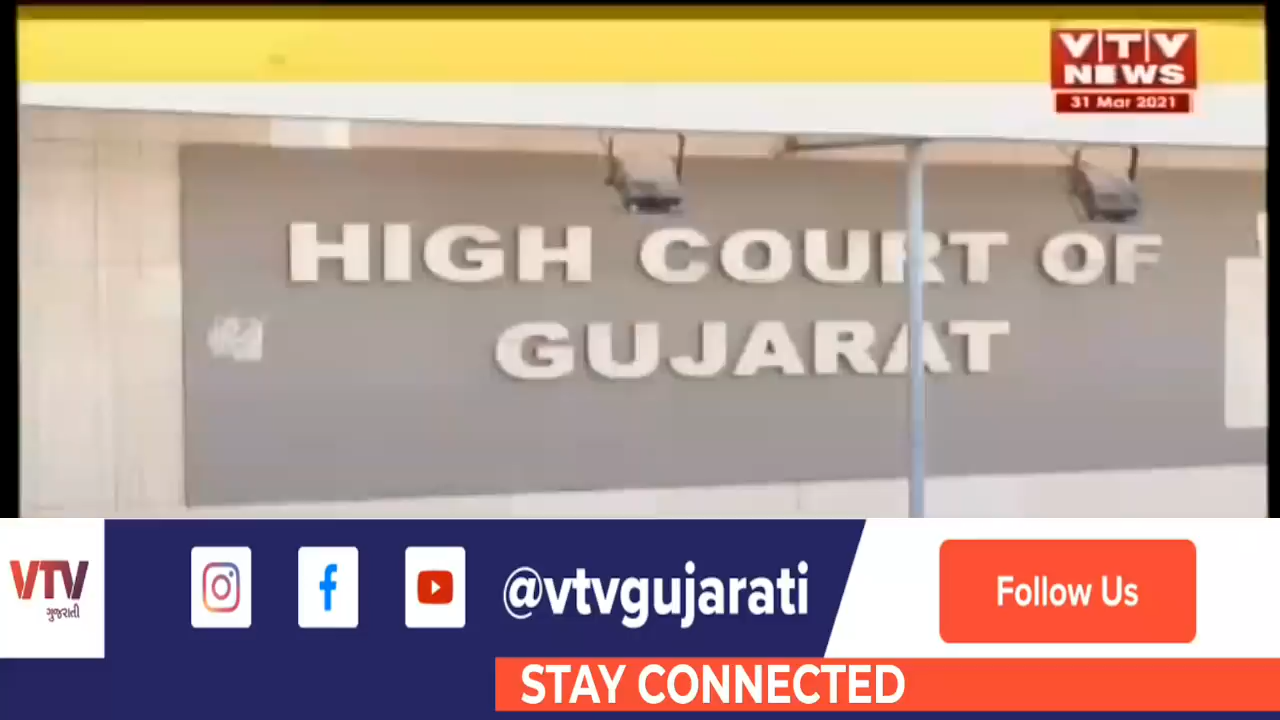 VTV
NEWS
31 Mar 2021
HIGH COURT OF
GUJARAT
VTV
ગુજરાતી
@vtvgujarati
Follow Us
STAY CONNECTED